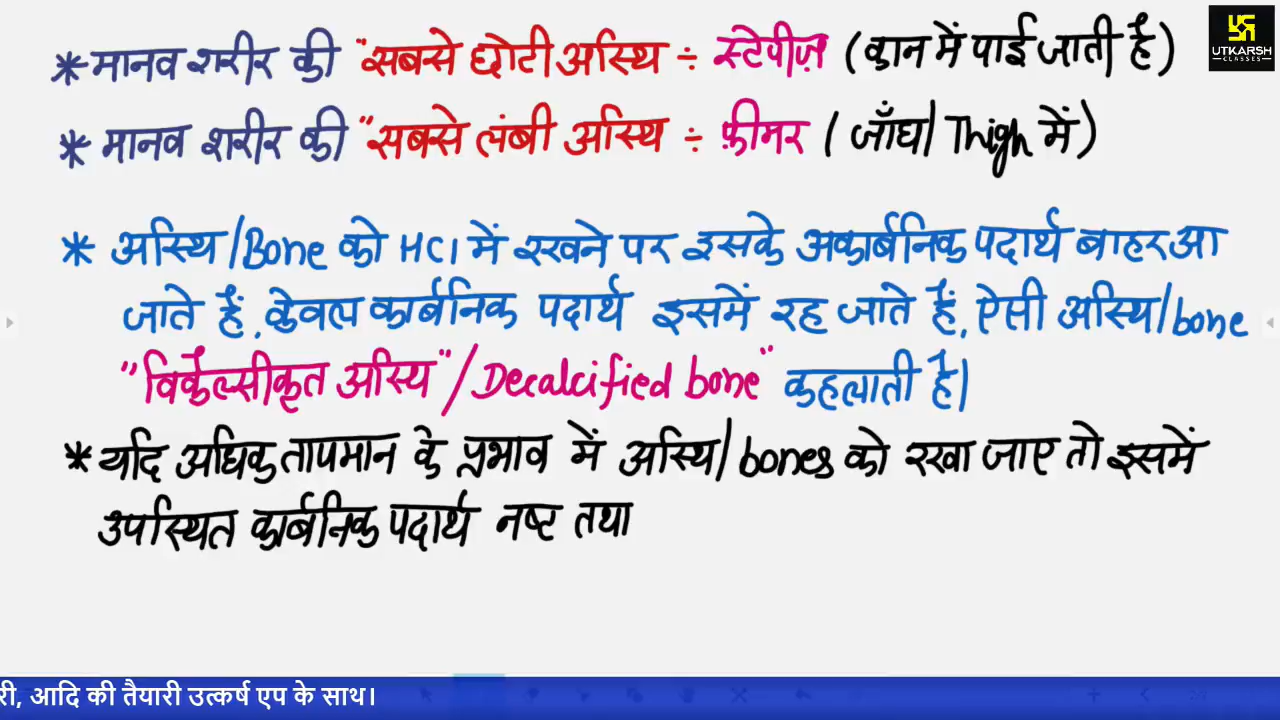 * मानव शरीर की "सबसे छोटी अस्थि ÷ स्टेपीज़ (कान में पाई जाती है)
UTKARSH
CLASSES
* मानव शरीर की "सबसे लंबी अस्थि ÷ फ़ीमर ( जाँघ/Thigh में)
* अस्थि/Bone को HCl में रखने पर इसके अकार्बनिक पदार्थ बाहर आ
जाते हैं, केवल कार्बनिक पदार्थ इसमें रह जाते हैं, ऐसी अस्थि/bone
"विकैल्सीकृत अस्थि"/Decalcified bone" कहलाती है।
* यदि अधिक तापमान के प्रभाव में अस्थि/bones को रखा जाए तो इसमें
उपस्थित कार्बनिक पदार्थ नष्ट तथा
री, आदि की तैयारी उत्कर्ष एप के साथ।